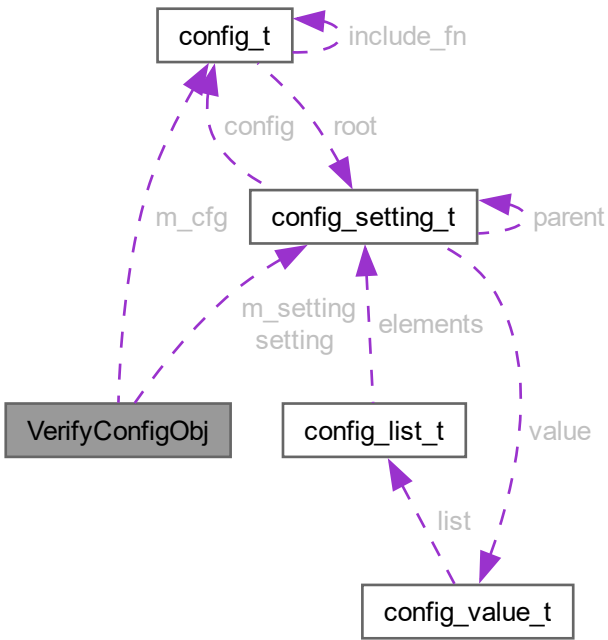 config_t
include_fn
config
root
m_cfg
config_setting_t
parent
m_setting
setting
elements
VerifyConfigObj
config_list_t
value
list
config_value_t